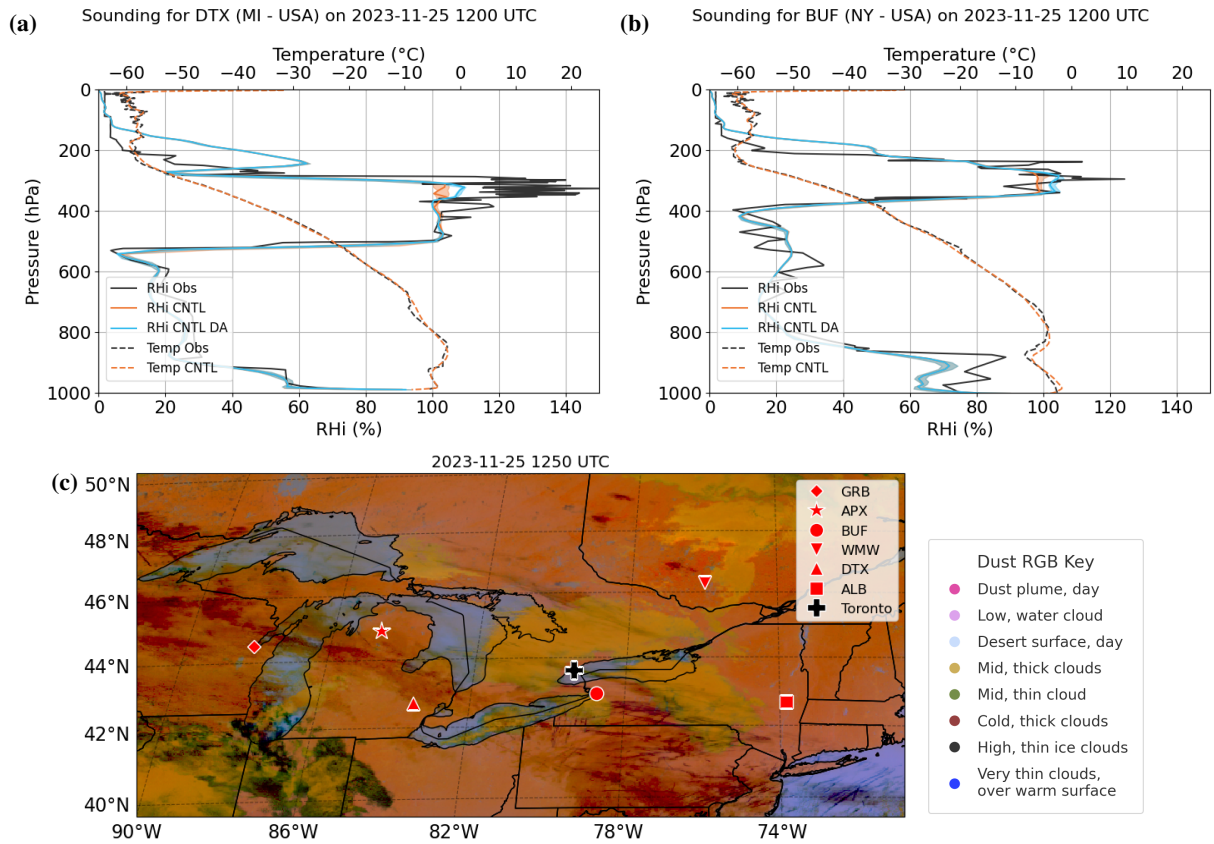 (a)
Sounding for DTX (MI - USA) on 2023-11-25 1200 UTC
Temperature (°C)
−60 −50 −40 −30 −20 −10 0 10 20
0
200
400
600
800
1000
Pressure (hPa)
RHi Obs
RHi CNTL
RHi CNTL DA
Temp Obs
Temp CNTL
0 20 40 60 80 100 120 140
RHi (%)
(b)
Sounding for BUF (NY - USA) on 2023-11-25 1200 UTC
Temperature (°C)
−60 −50 −40 −30 −20 −10 0 10 20
0
200
400
600
800
1000
Pressure (hPa)
RHi Obs
RHi CNTL
RHi CNTL DA
Temp Obs
Temp CNTL
0 20 40 60 80 100 120 140
RHi (%)
(c)
2023-11-25 1250 UTC
50°N
48°N
46°N
44°N
42°N
40°N
90°W 86°W 82°W 78°W 74°W
GRB
APX
BUF
WMW
DTX
ALB
Toronto
Dust RGB Key
Dust plume, day
Low, water cloud
Desert surface, day
Mid, thick clouds
Mid, thin cloud
Cold, thick clouds
High, thin ice clouds
Very thin clouds,
over warm surface